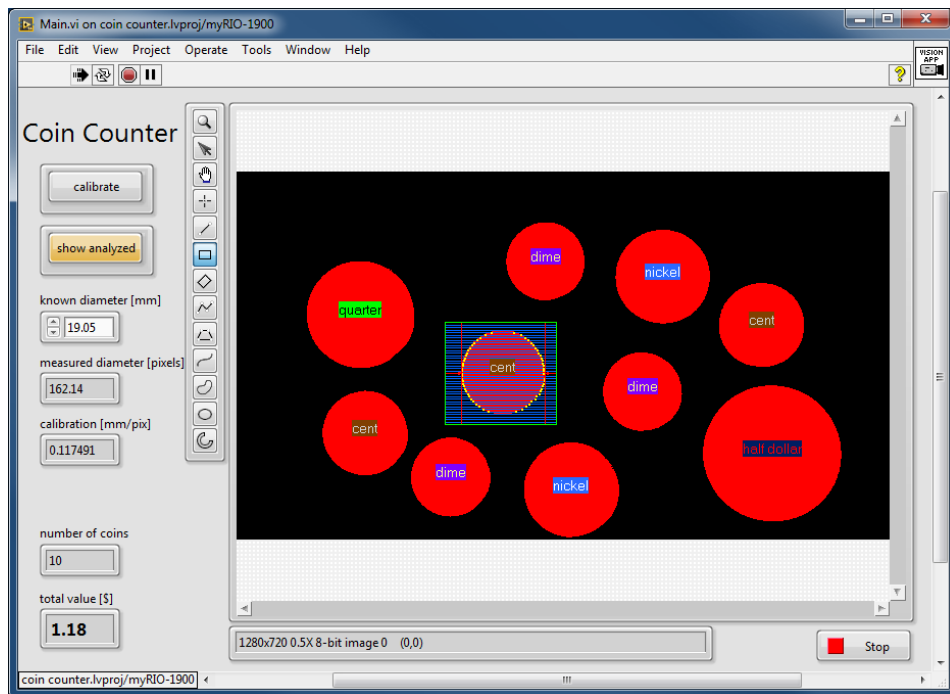 Main.vi on coin counter.lvproj/myRIO-1900
File Edit View Project Operate Tools Window Help
VISION
APP
Coin Counter
calibrate
show analyzed
known diameter [mm]
19.05
measured diameter [pixels]
162.14
calibration [mm/pix]
0.117491
number of coins
10
total value [$]
1.18
dime
nickel
quarter
cent
cent
dime
cent
half dollar
dime
nickel
1280x720 0.5X 8-bit image 0 (0,0)
Stop
coin counter.lvproj/myRIO-1900